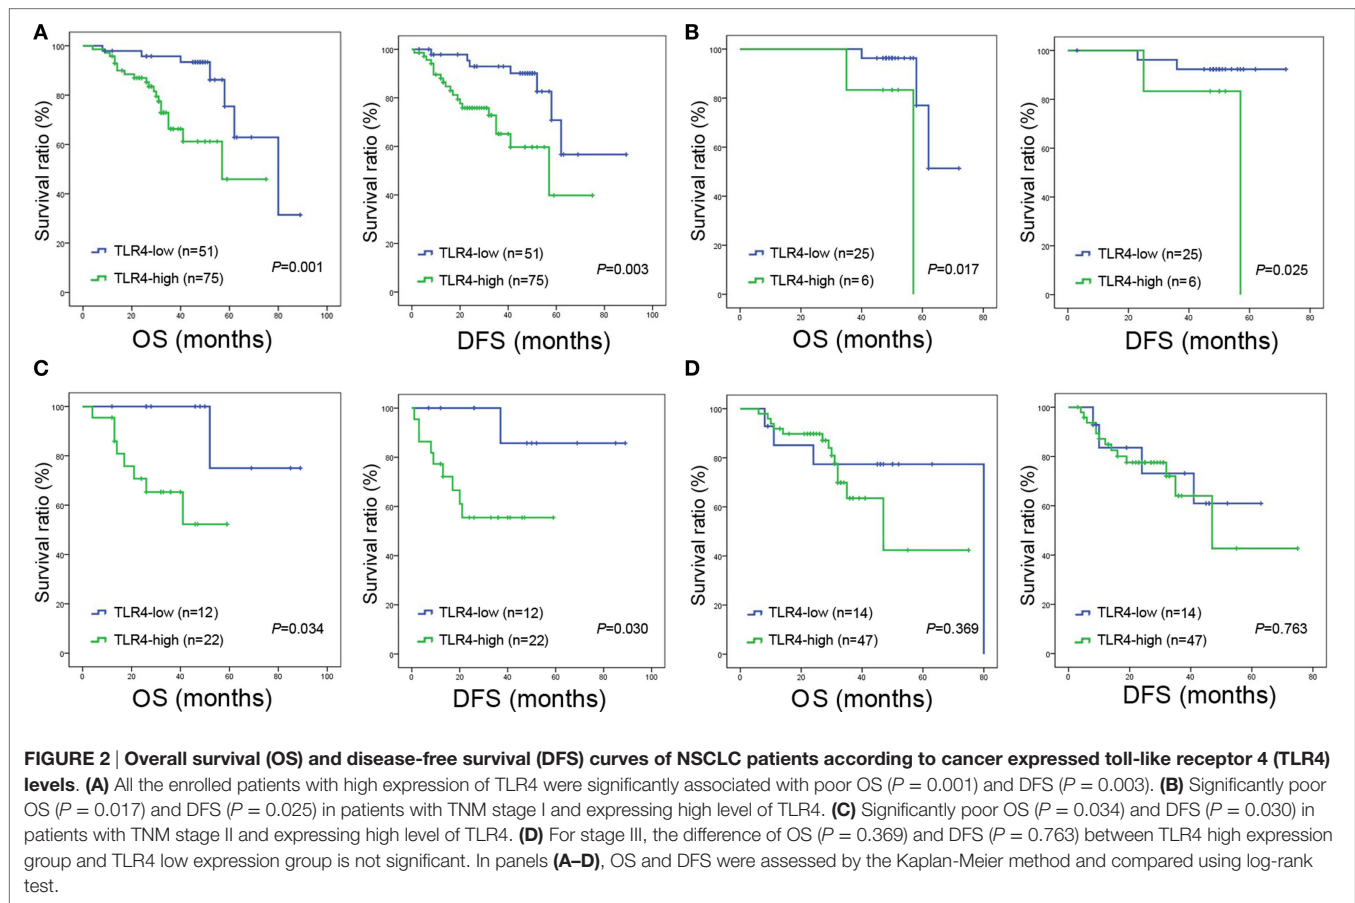 A
100
80
60
40
20
0
Survival ratio (%)
TLR4-low (n=51)
TLR4-high (n=75)
P=0.001
0 20 40 60 80 100
OS (months)
100
80
60
40
20
0
Survival ratio (%)
TLR4-low (n=51)
TLR4-high (n=75)
P=0.003
0 20 40 60 80 100
DFS (months)
B
100
80
60
40
20
0
Survival ratio (%)
TLR4-low (n=25)
TLR4-high (n=6)
P=0.017
0 20 40 60 80
OS (months)
100
80
60
40
20
0
Survival ratio (%)
TLR4-low (n=25)
TLR4-high (n=6)
P=0.025
0 20 40 60 80
DFS (months)
C
100
80
60
40
20
0
Survival ratio (%)
TLR4-low (n=12)
TLR4-high (n=22)
P=0.034
0 20 40 60 80 100
OS (months)
100
80
60
40
20
0
Survival ratio (%)
TLR4-low (n=12)
TLR4-high (n=22)
P=0.030
0 20 40 60 80 100
DFS (months)
D
100
80
60
40
80
0
Survival ratio (%)
TLR4-low (n=14)
TLR4-high (n=47)
P=0.369
0 20 40 60 80
OS (months)
100
80
60
40
80
0
Survival ratio (%)
TLR4-low (n=14)
TLR4-high (n=47)
P=0.763
0 20 40 60 80
DFS (months)
FIGURE 2 | Overall survival (OS) and disease-free survival (DFS) curves of NSCLC patients according to cancer expressed toll-like receptor 4 (TLR4)
levels. (A) All the enrolled patients with high expression of TLR4 were significantly associated with poor OS (P = 0.001) and DFS (P = 0.003). (B) Significantly poor
OS (P = 0.017) and DFS (P = 0.025) in patients with TNM stage I and expressing high level of TLR4. (C) Significantly poor OS (P = 0.034) and DFS (P = 0.030) in
patients with TNM stage II and expressing high level of TLR4. (D) For stage III, the difference of OS (P = 0.369) and DFS (P = 0.763) between TLR4 high expression
group and TLR4 low expression group is not significant. In panels (A–D), OS and DFS were assessed by the Kaplan-Meier method and compared using log-rank
test.